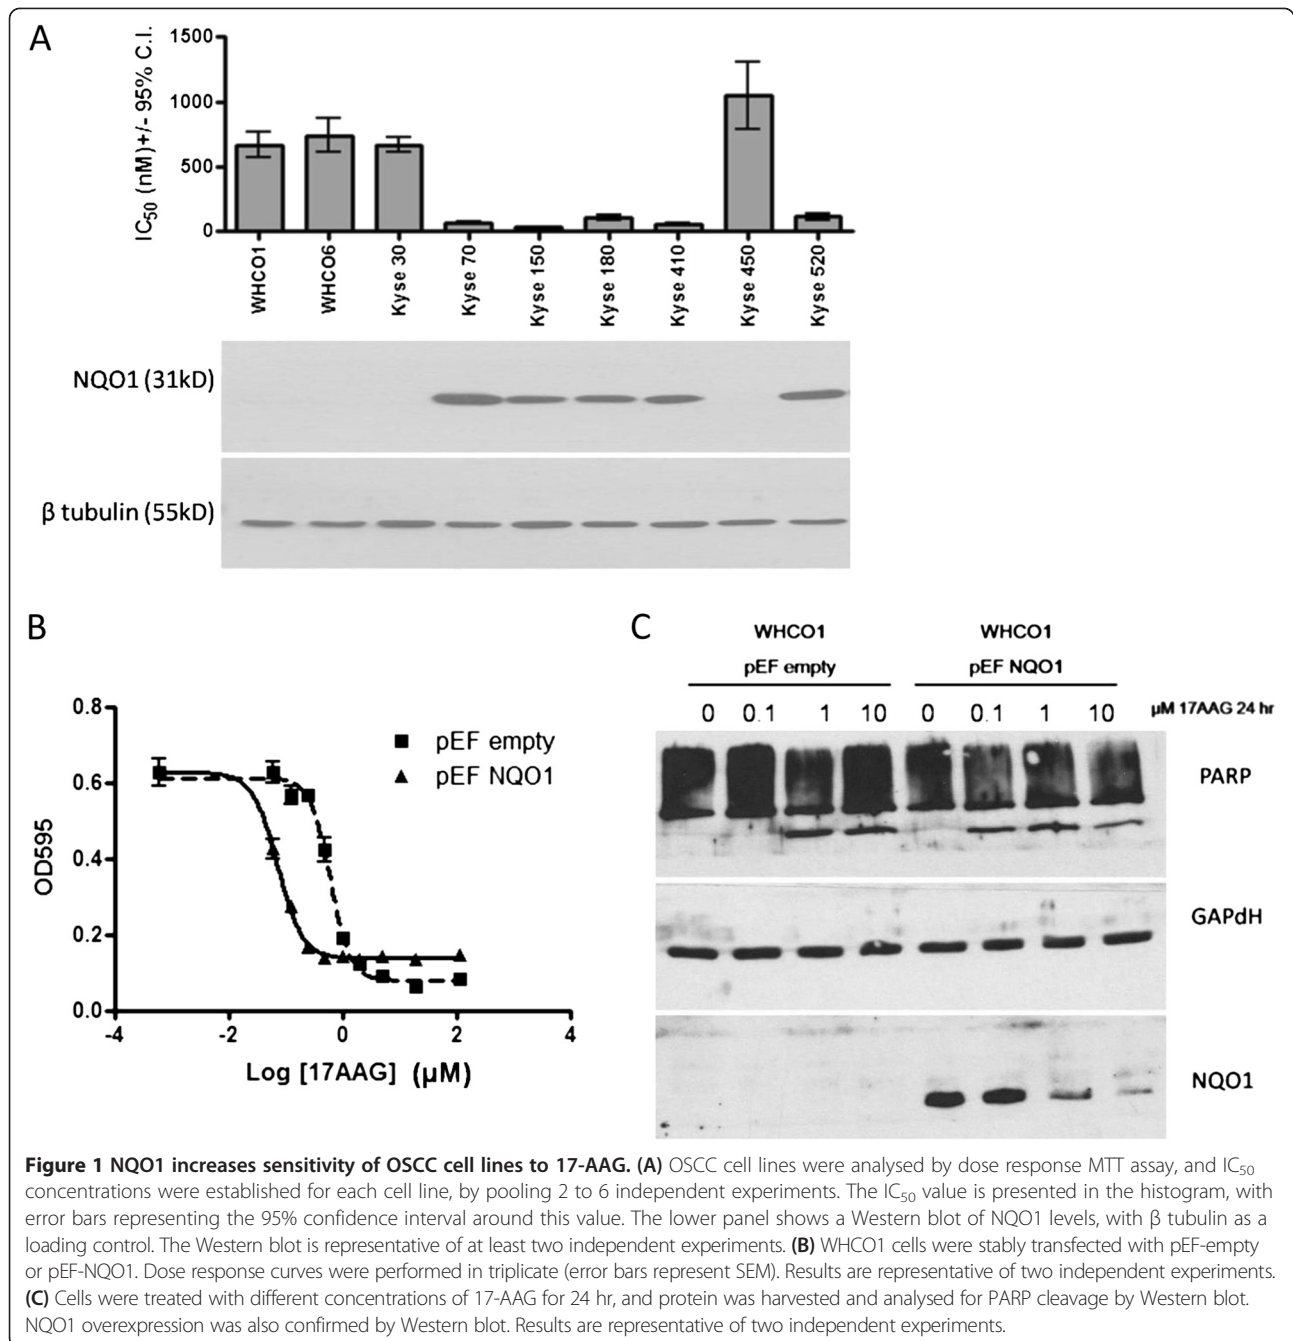 A
1500
1000
500
0
IC50 (nM)+/- 95% C.I.
WHCO1
WHCO6
Kyse 30
Kyse 70
Kyse 150
Kyse 180
Kyse 410
Kyse 450
Kyse 520
NQO1 (31kD)
β tubulin (55kD)
B
0.8
0.6
0.4
0.2
0.0
OD595
-4 -2 0 2 4
Log [17AAG] (µM)
pEF empty
pEF NQO1
C
WHCO1 WHCO1
pEF empty pEF NQO1
0 0.1 1 10 0 0.1 1 10 µM 17AAG 24 hr
PARP
GAPdH
NQO1
Figure 1 NQO1 increases sensitivity of OSCC cell lines to 17-AAG. (A) OSCC cell lines were analysed by dose response MTT assay, and IC50
concentrations were established for each cell line, by pooling 2 to 6 independent experiments. The IC50 value is presented in the histogram, with
error bars representing the 95% confidence interval around this value. The lower panel shows a Western blot of NQO1 levels, with β tubulin as a
loading control. The Western blot is representative of at least two independent experiments. (B) WHCO1 cells were stably transfected with pEF-empty
or pEF-NQO1. Dose response curves were performed in triplicate (error bars represent SEM). Results are representative of two independent experiments.
(C) Cells were treated with different concentrations of 17-AAG for 24 hr, and protein was harvested and analysed for PARP cleavage by Western blot.
NQO1 overexpression was also confirmed by Western blot. Results are representative of two independent experiments.